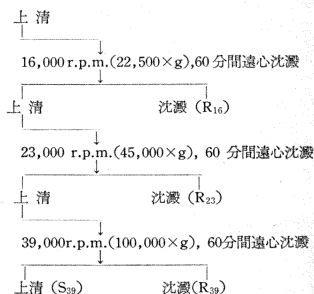 上 清
16,000 r.p.m.(22,500×g),60分間遠心沈澱
上 清 沈澱 (R16)
23,000 r.p.m.(45,000×g), 60 分間遠心沈澱
上 清 沈澱 (R23)
39,000r.p.m.(100,000×g), 60分間遠心沈澱
上清 (S39) 沈澱(R39)